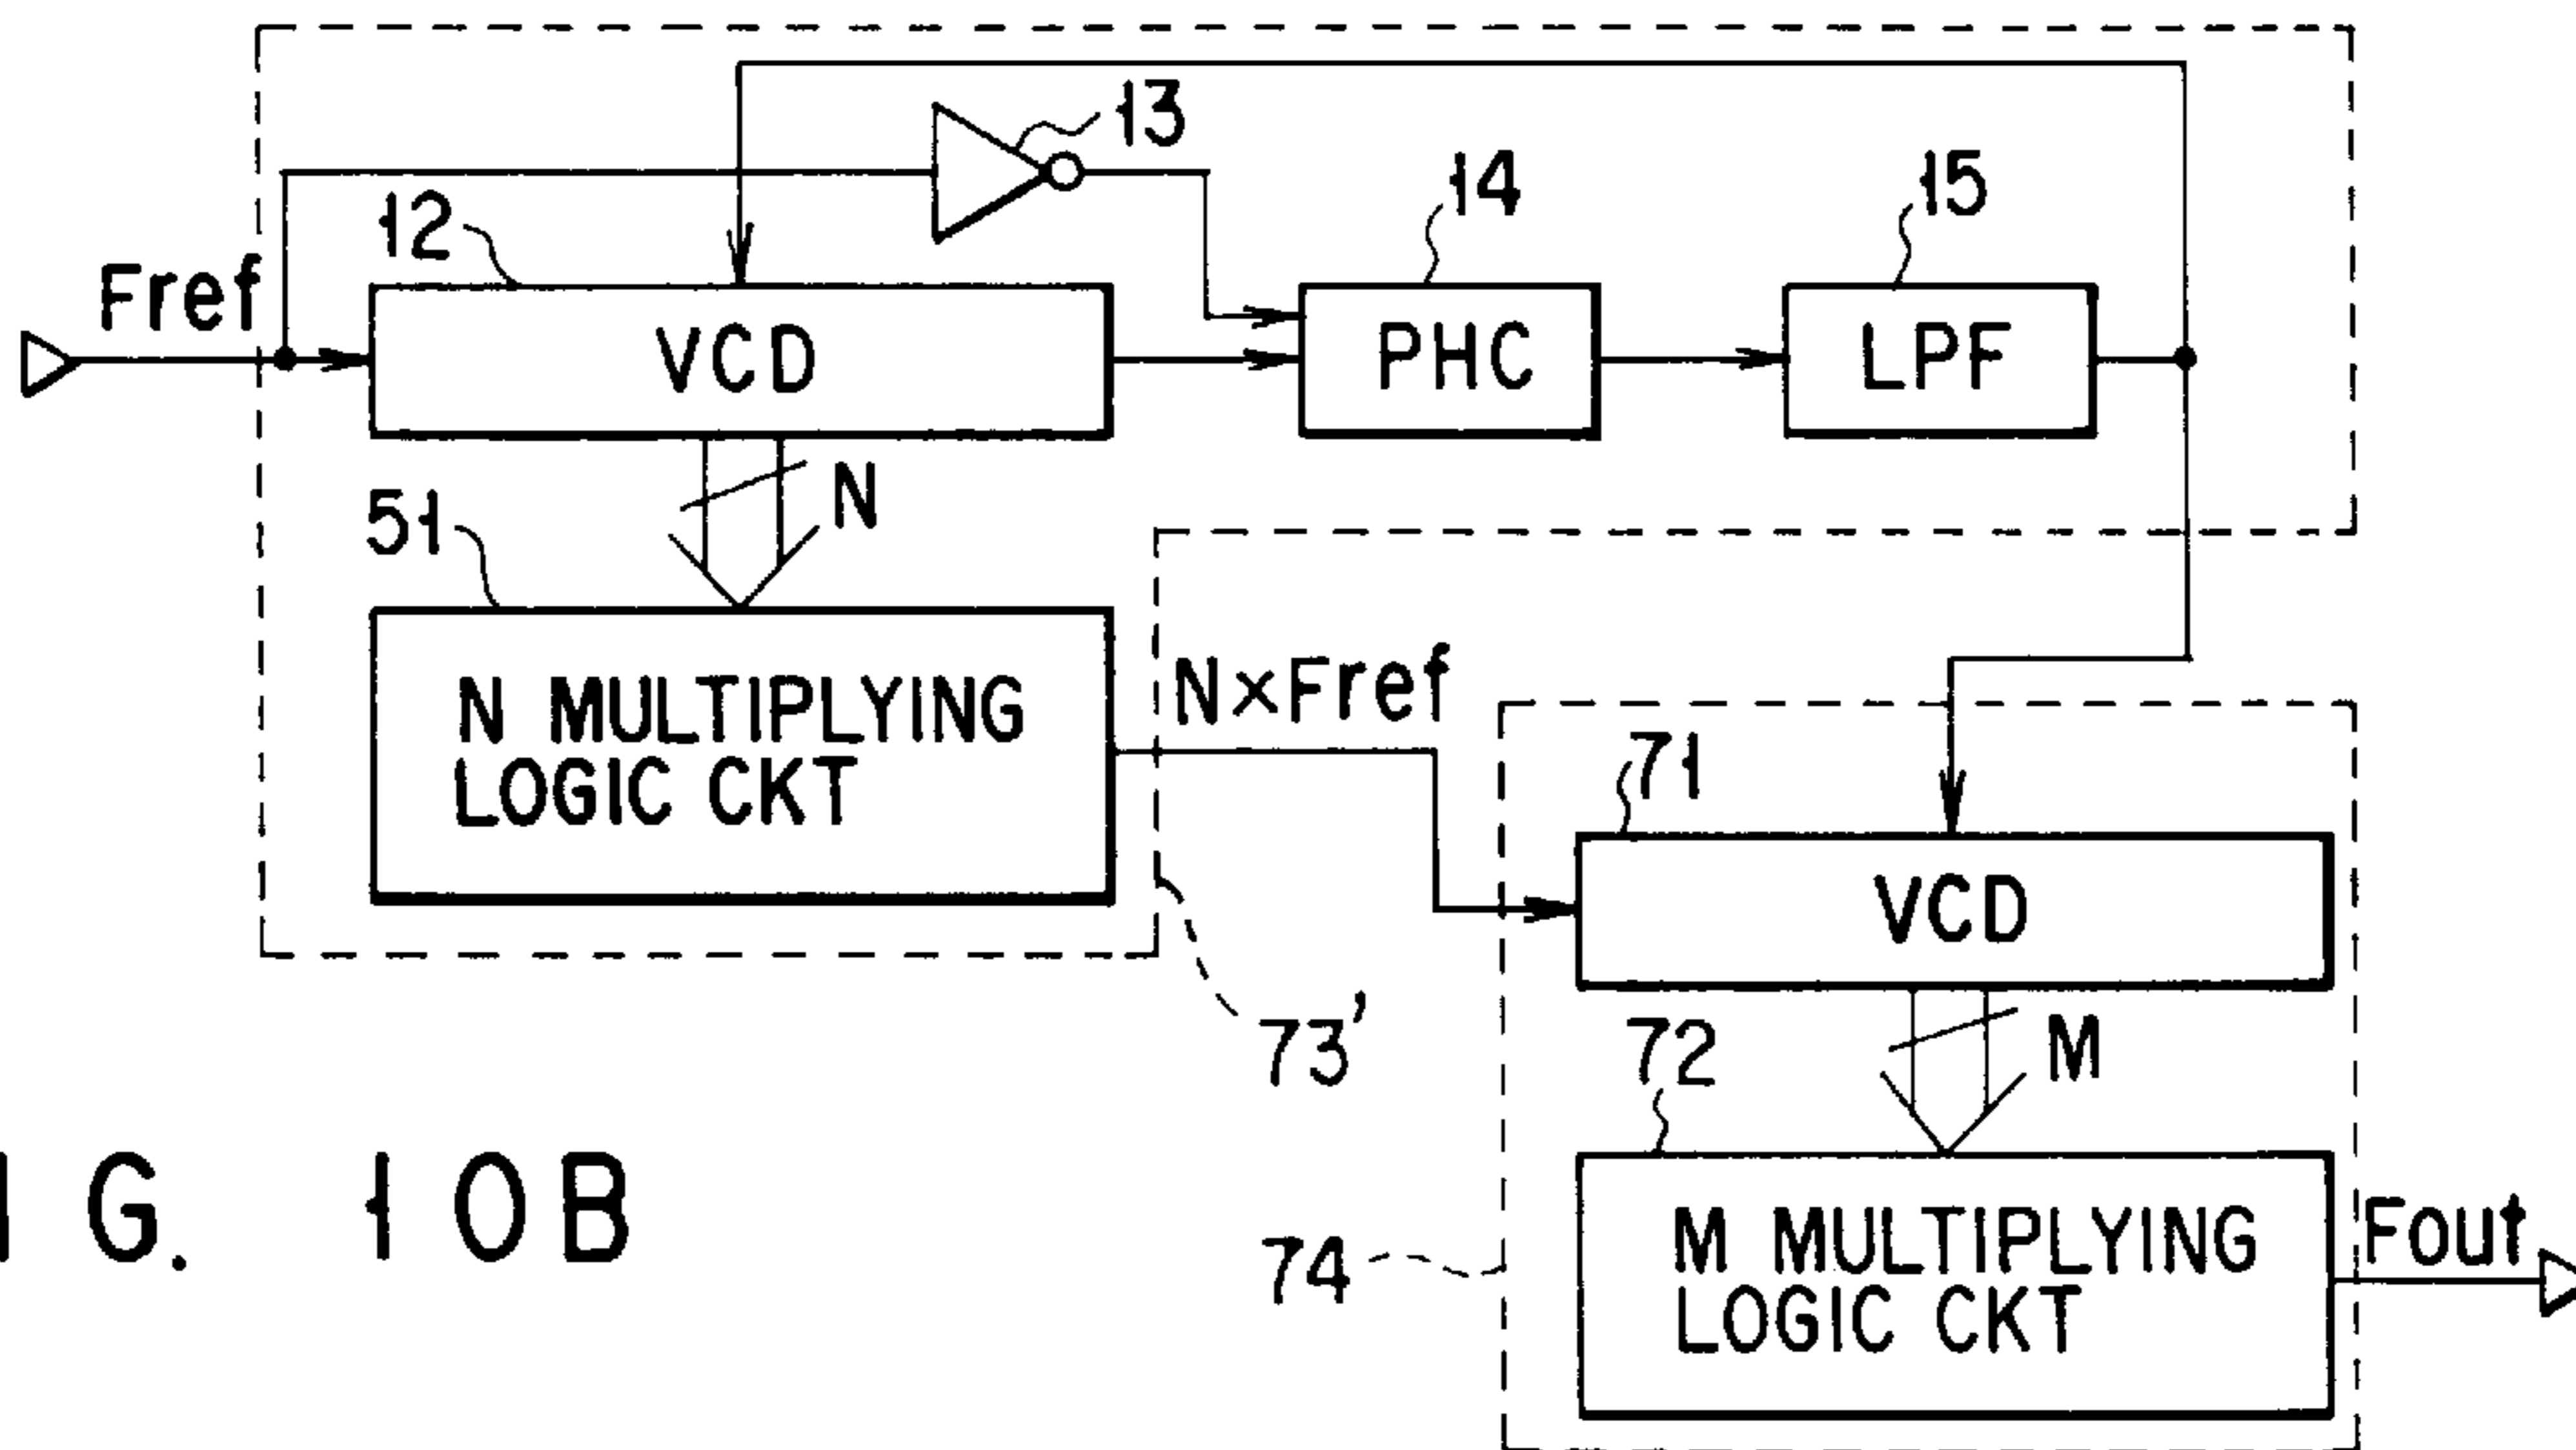 13
14
15
12
Fref
VCD
PHC
LPF
N
51
N MULTIPLYING
LOGIC CKT
N×Fref
71
VCD
73'
72
M
74
M MULTIPLYING
LOGIC CKT
Fout
G. 10B